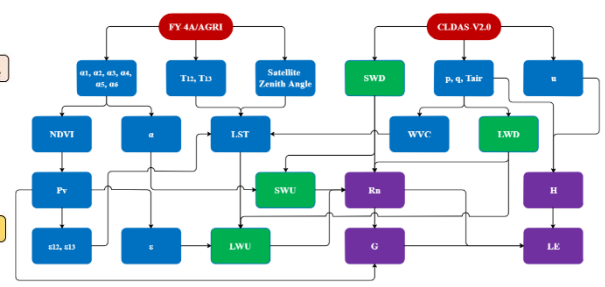 FY-4A/AGRI
CLDAS-V2.0
α1, α2, α3, α4,
α5, α6
T12, T13
Satellite
Zenith Angle
SWD
p, q, Tair
u
NDVI
α
LST
WVC
LWD
Pv
SWU
Rn
H
ε12, ε13
ε
LWU
G
LE